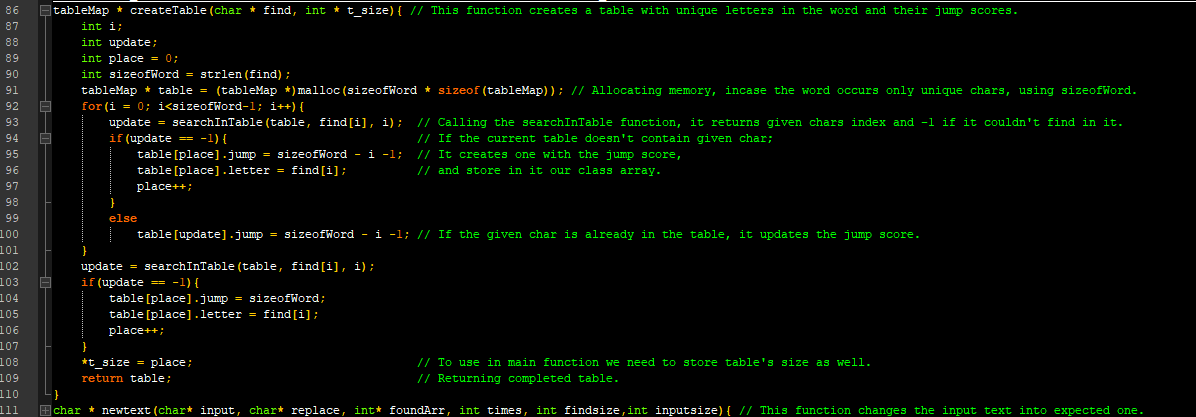 86 tableMap * createTable(char * find, int * t_size){ // This function creates a table with unique letters in the word and their jump scores.
87 int i;
88 int update;
89 int place = 0;
90 int sizeofWord = strlen(find);
91 tableMap * table = (tableMap *)malloc(sizeofWord * sizeof(tableMap)); // Allocating memory, incase the word occurs only unique chars, using sizeofWord.
92 for(i = 0; i<sizeofWord-1; i++){
93 update = searchInTable(table, find[i], i); // Calling the searchInTable function, it returns given chars index and -1 if it couldn't find in it.
94 if(update == -1){ // If the current table doesn't contain given char;
95 table[place].jump = sizeofWord - i -1; // It creates one with the jump score,
96 table[place].letter = find[i]; // and store in it our class array.
97 place++;
98 }
99 else
100 table[update].jump = sizeofWord - i -1; // If the given char is already in the table, it updates the jump score.
101 }
102 update = searchInTable(table, find[i], i);
103 if(update == -1){
104 table[place].jump = sizeofWord;
105 table[place].letter = find[i];
106 place++;
107 }
108 *t_size = place; // To use in main function we need to store table's size as well.
109 return table; // Returning completed table.
110 }
111 char * newtext(char* input, char* replace, int* foundArr, int times, int findsize,int inputsize){ // This function changes the input text into expected one.